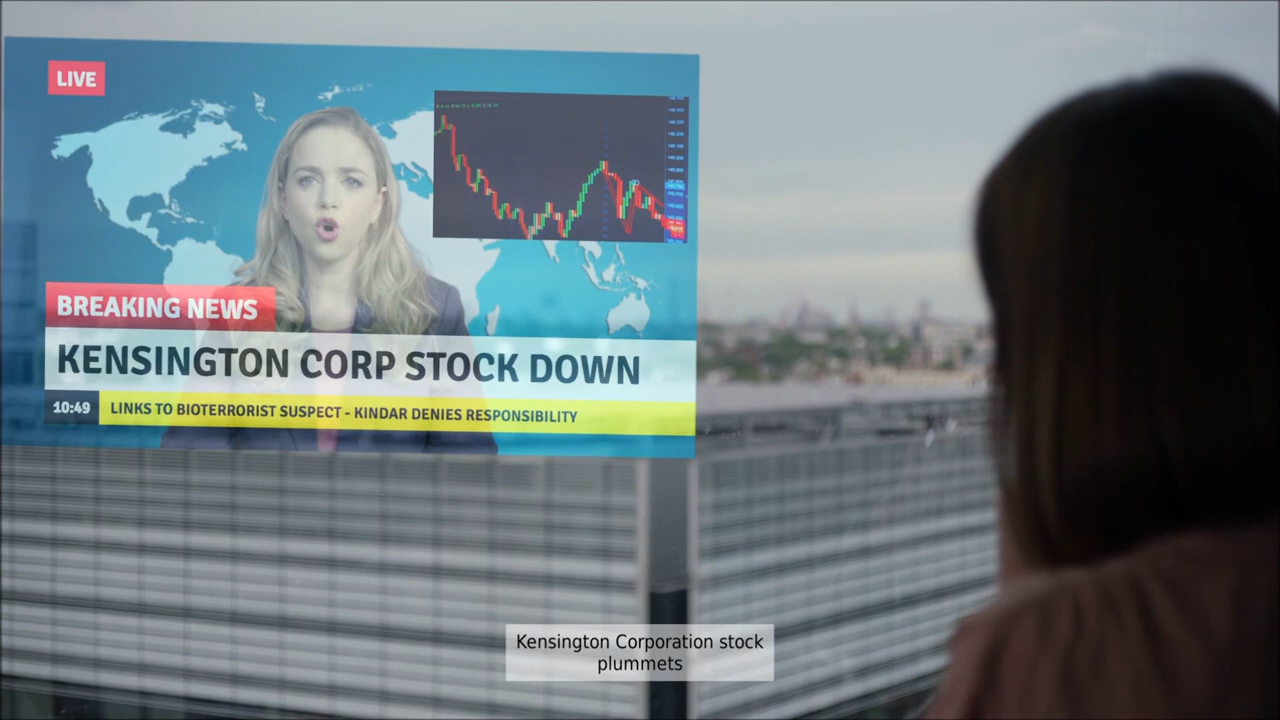 LIVE
BREAKING NEWS
KENSINGTON CORP STOCK DOWN
10:49 LINKS TO BIOTERRORIST SUSPECT - KINDAR DENIES RESPONSIBILITY
Kensington Corporation stock
plummets